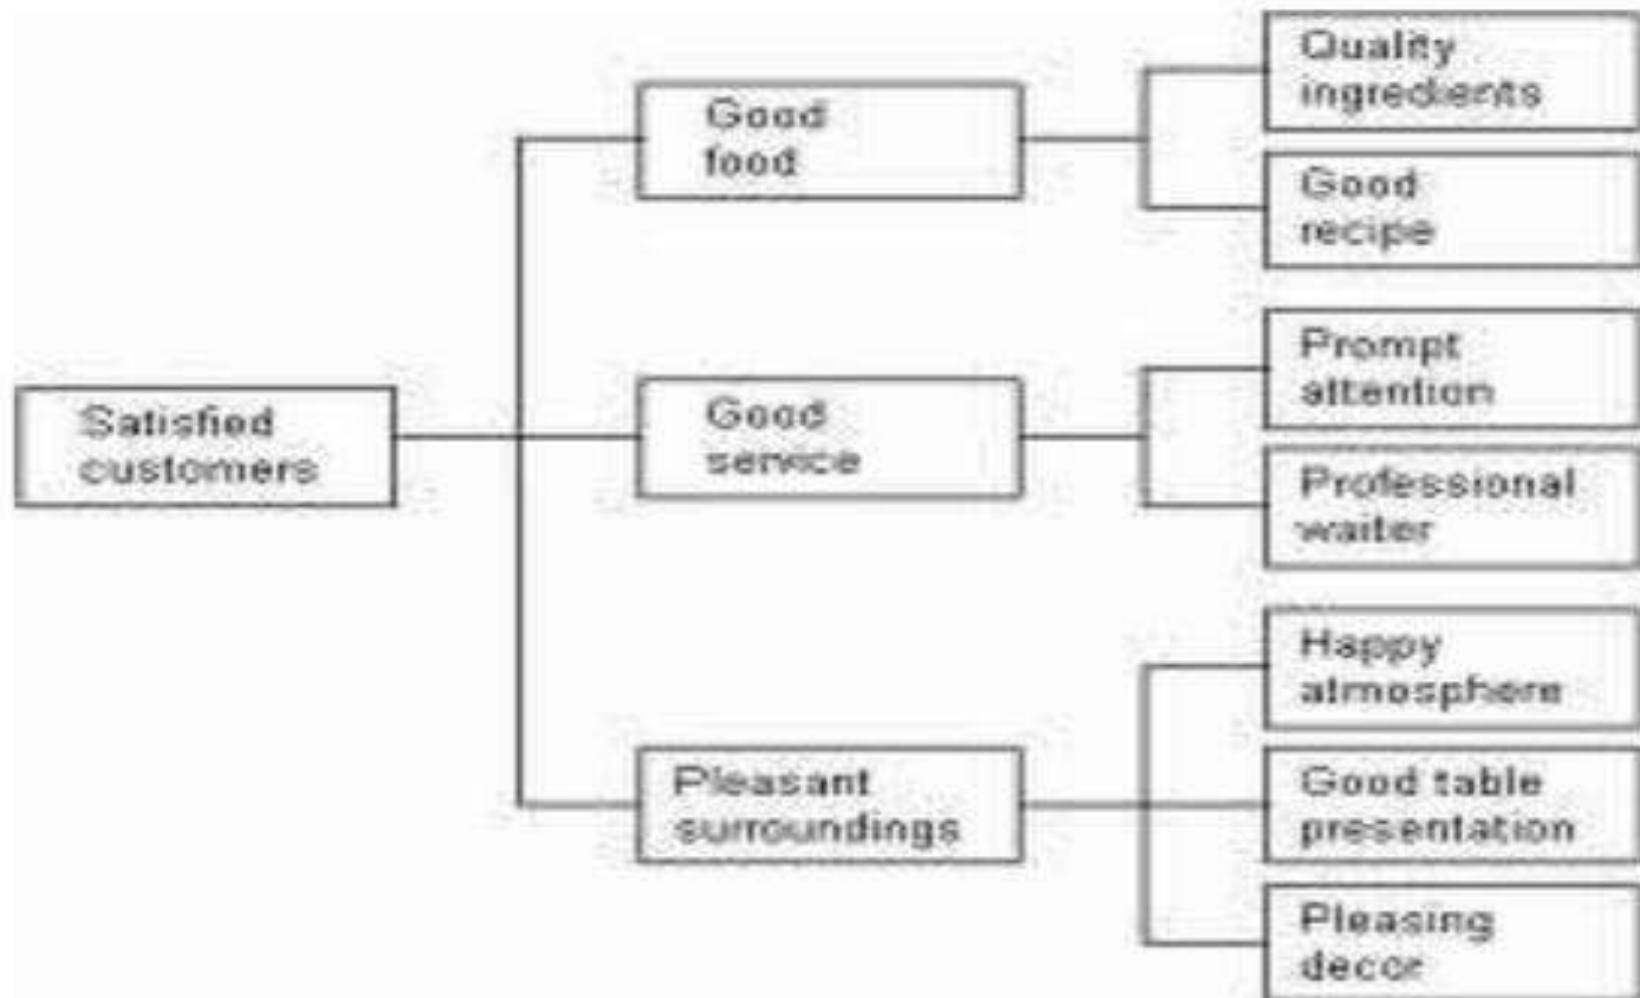 Quality
ingredients
Good
food
Good
recipe
Prompt
attention
Satisfied
customers
Good
service
Professional
waiter
Happy
atmosphere
Pleasant
surroundings
Good table
presentation
Pleasing
decor